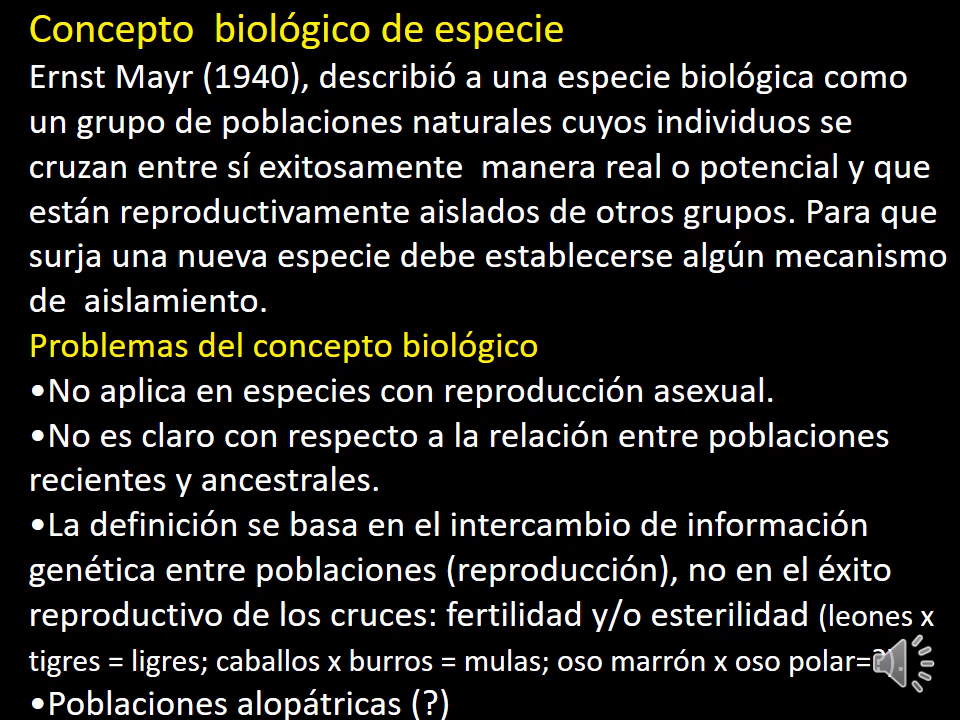 Concepto  biológico de especie
Ernst Mayr (1940), describió a una especie biológica como
un grupo de poblaciones naturales cuyos individuos se
cruzan entre sí exitosamente  manera real o potencial y que
están reproductivamente aislados de otros grupos. Para que
surja una nueva especie debe establecerse algún mecanismo
de  aislamiento.
Problemas del concepto biológico
•No aplica en especies con reproducción asexual.
•No es claro con respecto a la relación entre poblaciones
recientes y ancestrales.
•La definición se basa en el intercambio de información
genética entre poblaciones (reproducción), no en el éxito
reproductivo de los cruces: fertilidad y/o esterilidad (leones x
tigres = ligres; caballos x burros = mulas; oso marrón x oso polar=?).
•Poblaciones alopátricas (?)